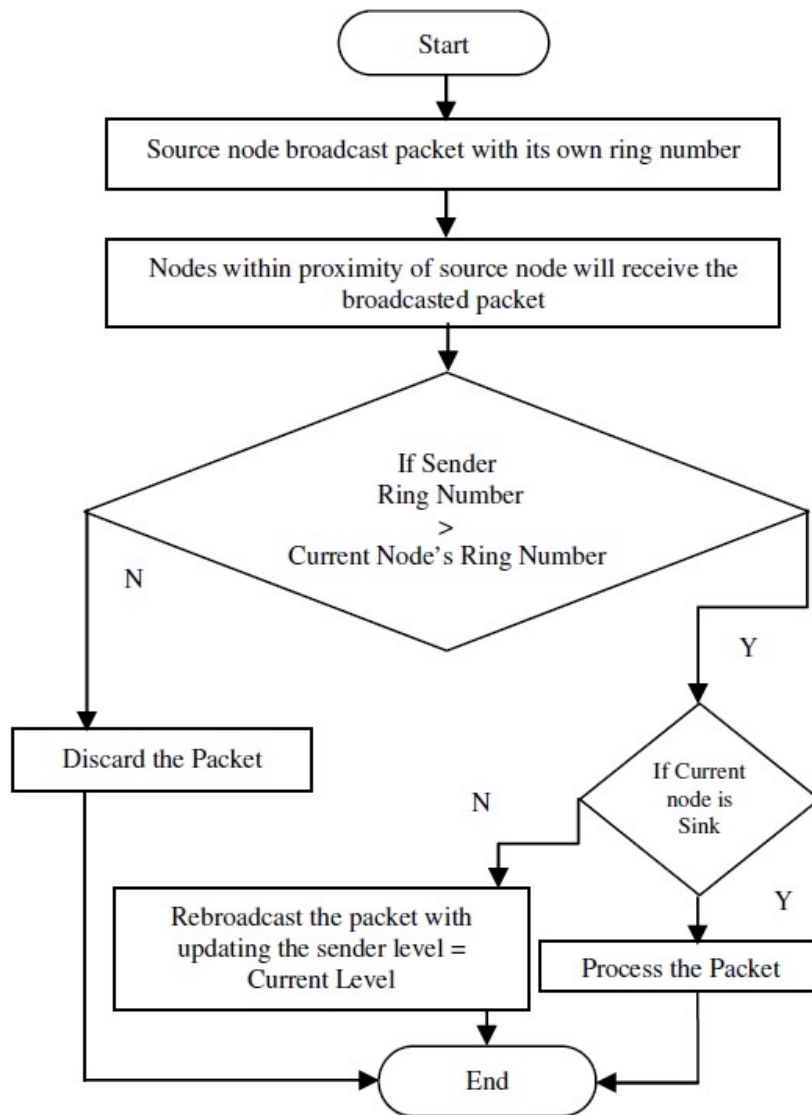 Start
Source node broadcast packet with its own ring number
Nodes within proximity of source node will receive the
broadcasted packet
If Sender
Ring Number
>
Current Node’s Ring Number
N
Y
Discard the Packet
If Current
node is
Sink
N
Y
Rebroadcast the packet with
updating the sender level =
Current Level
Process the Packet
End